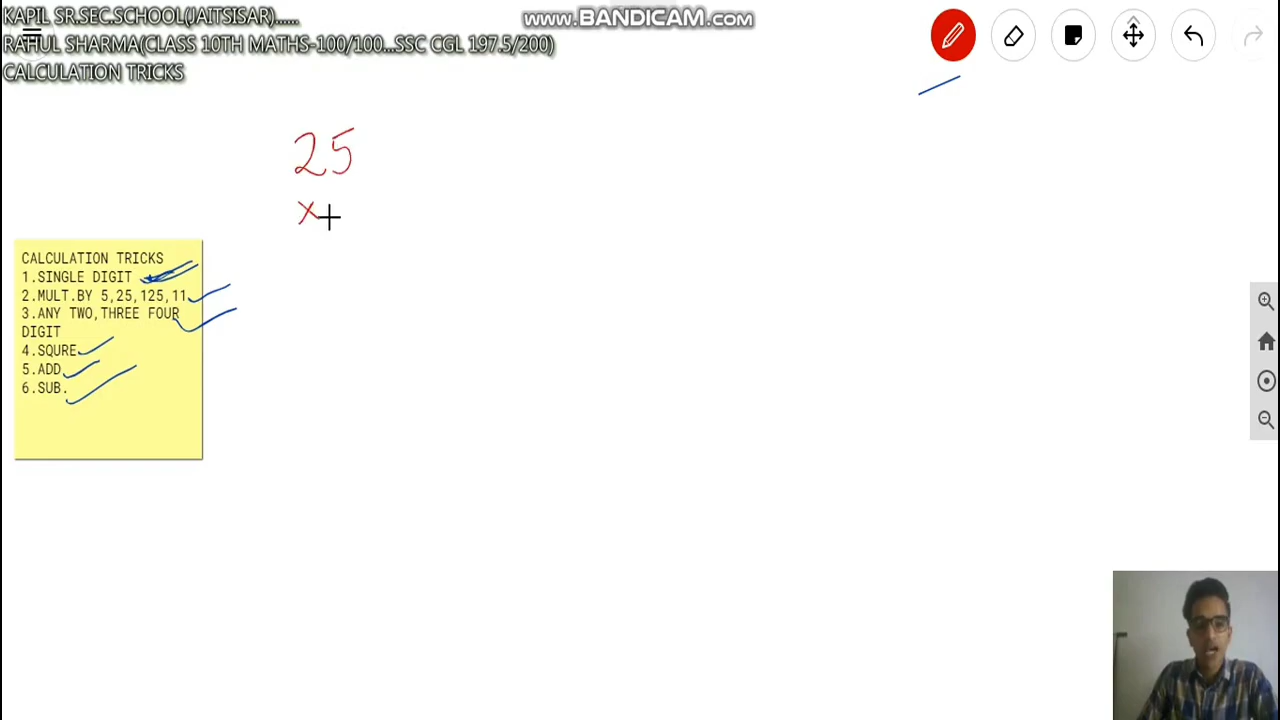 KAPIL SR.SEC.SCHOOL(JAITSISAR)......
www.BANDICAM.com
RAHUL SHARMA(CLASS 10TH MATHS-100/100...SSC CGL 197.5/200)
CALCULATION TRICKS
25
×
CALCULATION TRICKS
1.SINGLE DIGIT
2.MULT.BY 5,25,125,11
3.ANY TWO,THREE FOUR
DIGIT
4.SQURE
5.ADD
6.SUB.